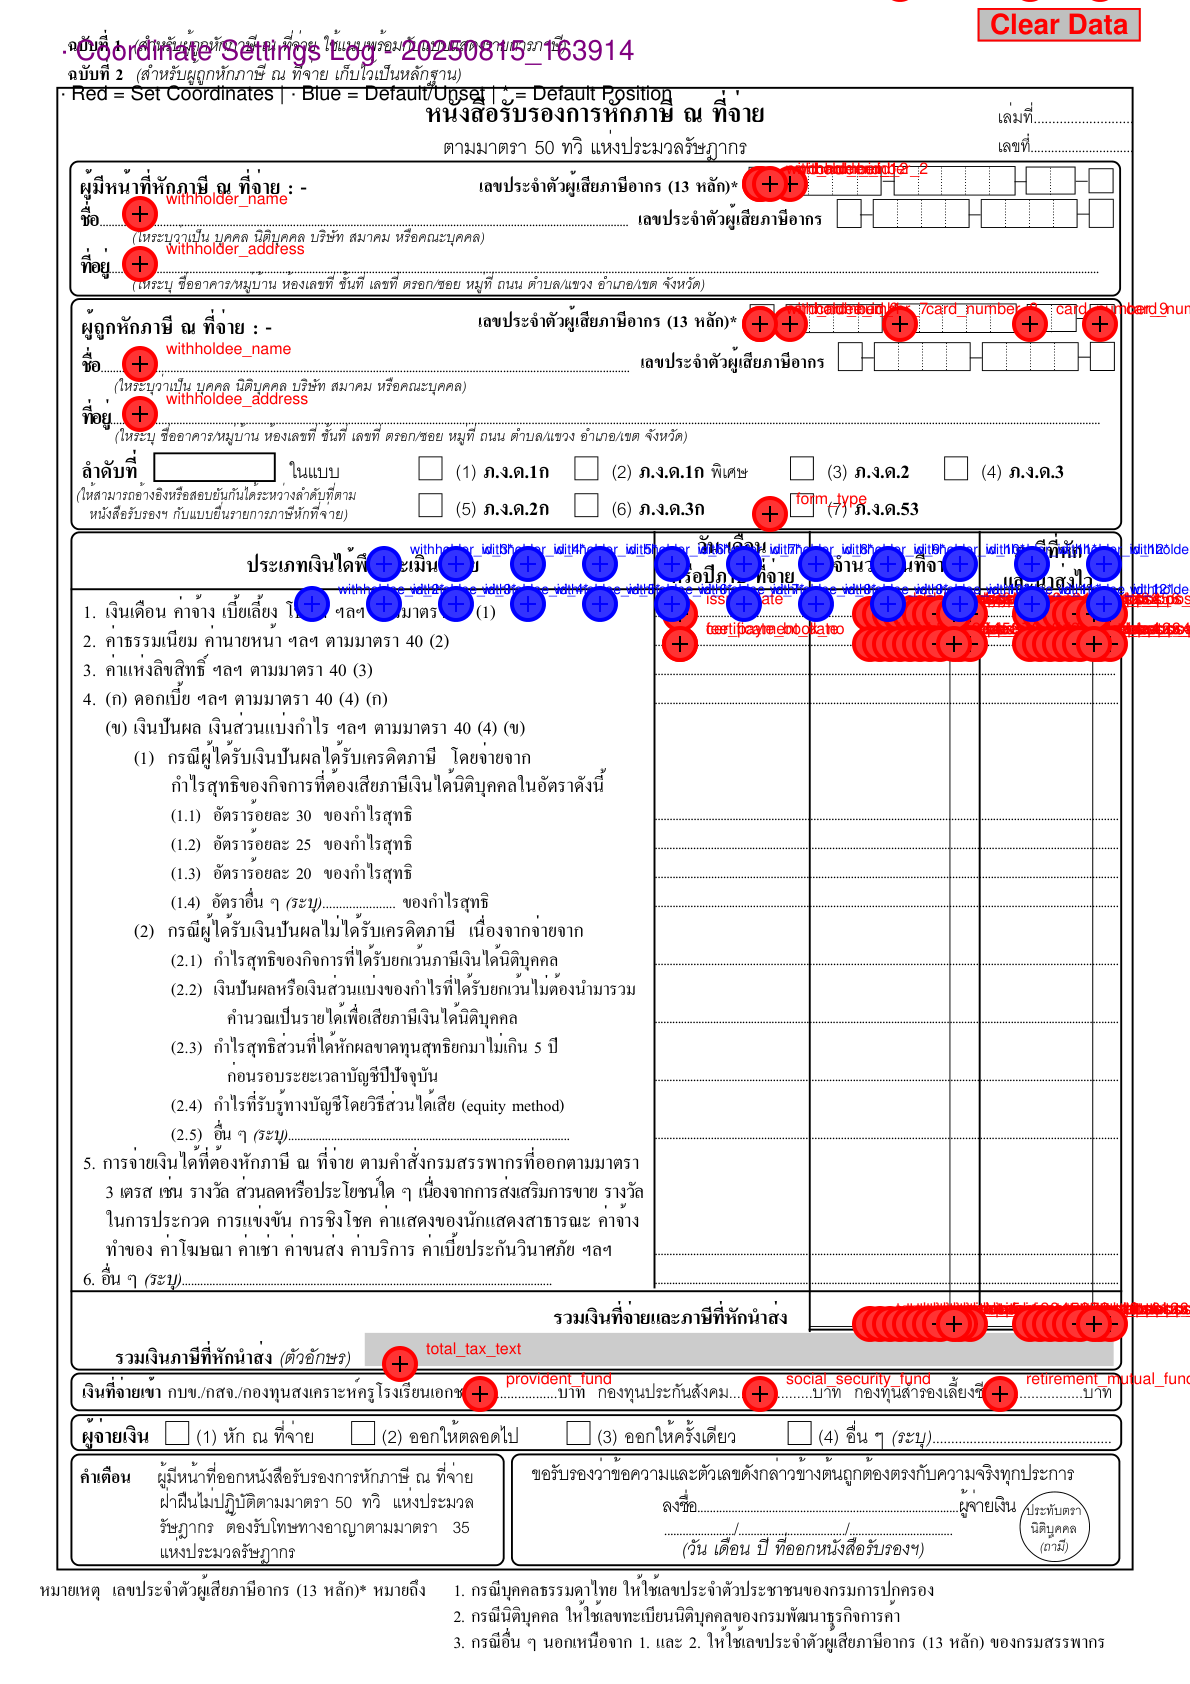 Clear Data
ฉบับที่ 1 (สำหรับผู้ถูกหักภาษี ณ ที่จ่าย ใช้แนบพร้อมกับแบบแสดงรายการภาษี)
· Coordinate Settings Log - 20250815_163914
ฉบับที่ 2 (สำหรับผู้ถูกหักภาษี ณ ที่จ่าย เก็บไว้เป็นหลักฐาน)
· Red = Set Coordinates | · Blue = Default/Unset | * = Default Position
หนังสือรับรองการหักภาษี ณ ที่จ่าย
เล่มที่
ตามมาตรา 50 ทวิ แห่งประมวลรัษฎากร
เลขที่
ผู้มีหน้าที่หักภาษี ณ ที่จ่าย : -
เลขประจำตัวผู้เสียภาษีอากร (13 หลัก)*
withholder_name
ชื่อ
เลขประจำตัวผู้เสียภาษีอากร
(ให้ระบุว่าเป็น บุคคล นิติบุคคล บริษัท สมาคม หรือคณะบุคคล)
withholder_address
ที่อยู่
(ให้ระบุ ชื่ออาคาร/หมู่บ้าน ห้องเลขที่ ชั้นที่ เลขที่ ตรอก/ซอย หมู่ที่ ถนน ตำบล/แขวง อำเภอ/เขต จังหวัด)
ผู้ถูกหักภาษี ณ ที่จ่าย : -
เลขประจำตัวผู้เสียภาษีอากร (13 หลัก)*
withholdee_name
ชื่อ
เลขประจำตัวผู้เสียภาษีอากร
(ให้ระบุว่าเป็น บุคคล นิติบุคคล บริษัท สมาคม หรือคณะบุคคล)
withholdee_address
ที่อยู่
(ให้ระบุ ชื่ออาคาร/หมู่บ้าน ห้องเลขที่ ชั้นที่ เลขที่ ตรอก/ซอย หมู่ที่ ถนน ตำบล/แขวง อำเภอ/เขต จังหวัด)
ลำดับที่ ในแบบ (1) ภ.ง.ด.1ก (2) ภ.ง.ด.1ก พิเศษ (3) ภ.ง.ด.2 (4) ภ.ง.ด.3
(ให้สามารถอ้างอิงหรือสอบยันกันได้ระหว่างลำดับที่ตาม
หนังสือรับรองฯ กับแบบยื่นรายการภาษีหักที่จ่าย)
form_type
(5) ภ.ง.ด.2ก (6) ภ.ง.ด.3ก (7) ภ.ง.ด.53
1. เงินเดือน ค่าจ้าง เบี้ยเลี้ยง
2. ค่าธรรมเนียม ค่านายหน้า ฯลฯ ตามมาตรา 40 (2)
3. ค่าแห่งลิขสิทธิ์ ฯลฯ ตามมาตรา 40 (3)
4. (ก) ดอกเบี้ย ฯลฯ ตามมาตรา 40 (4) (ก)
(ข) เงินปันผล เงินส่วนแบ่งกำไร ฯลฯ ตามมาตรา 40 (4) (ข)
(1) กรณีผู้ได้รับเงินปันผลได้รับเครดิตภาษี โดยจ่ายจาก
กำไรสุทธิของกิจการที่ต้องเสียภาษีเงินได้นิติบุคคลในอัตราดังนี้
(1.1) อัตราร้อยละ 30 ของกำไรสุทธิ
(1.2) อัตราร้อยละ 25 ของกำไรสุทธิ
(1.3) อัตราร้อยละ 20 ของกำไรสุทธิ
(1.4) อัตราอื่น ๆ (ระบุ) ของกำไรสุทธิ
(2) กรณีผู้ได้รับเงินปันผลไม่ได้รับเครดิตภาษี เนื่องจากจ่ายจาก
(2.1) กำไรสุทธิของกิจการที่ได้รับยกเว้นภาษีเงินได้นิติบุคคล
(2.2) เงินปันผลหรือเงินส่วนแบ่งของกำไรที่ได้รับยกเว้นไม่ต้องนำมารวม
คำนวณเป็นรายได้เพื่อเสียภาษีเงินได้นิติบุคคล
(2.3) กำไรสุทธิส่วนที่ได้หักผลขาดทุนสุทธิยกมาไม่เกิน 5 ปี
ก่อนรอบระยะเวลาบัญชีปีปัจจุบัน
(2.4) กำไรที่รับรู้ทางบัญชีโดยวิธีส่วนได้เสีย (equity method)
(2.5) อื่น ๆ (ระบุ)
5. การจ่ายเงินได้ที่ต้องหักภาษี ณ ที่จ่าย ตามคำสั่งกรมสรรพากรที่ออกตามมาตรา
3 เตรส เช่น รางวัล ส่วนลดหรือประโยชน์ใด ๆ เนื่องจากการส่งเสริมการขาย รางวัล
ในการประกวด การแข่งขัน การชิงโชค ค่าแสดงของนักแสดงสาธารณะ ค่าจ้าง
ทำของ ค่าโฆษณา ค่าเช่า ค่าขนส่ง ค่าบริการ ค่าเบี้ยประกันวินาศภัย ฯลฯ
6. อื่น ๆ (ระบุ)
รวมเงินที่จ่ายและภาษีที่หักนำส่ง
total_tax_text
รวมเงินภาษีที่หักนำส่ง (ตัวอักษร)
provident_fund social_security_fund retirement_mutual_fund
เงินที่จ่ายเข้า กบข./กสจ./กองทุนสงเคราะห์ครูโรงเรียนเอกช บาท กองทุนประกันสังคม บาท กองทุนสำรองเลี้ยงชี บาท
ผู้จ่ายเงิน (1) หัก ณ ที่จ่าย (2) ออกให้ตลอดไป (3) ออกให้ครั้งเดียว (4) อื่น ๆ (ระบุ)
คำเตือน ผู้มีหน้าที่ออกหนังสือรับรองการหักภาษี ณ ที่จ่าย
ฝ่าฝืนไม่ปฏิบัติตามมาตรา 50 ทวิ แห่งประมวล
รัษฎากร ต้องรับโทษทางอาญาตามมาตรา 35
แห่งประมวลรัษฎากร
ขอรับรองว่าข้อความและตัวเลขดังกล่าวข้างต้นถูกต้องตรงกับความจริงทุกประการ
ลงชื่อ ผู้จ่ายเงิน
(วัน เดือน ปี ที่ออกหนังสือรับรองฯ)
ประทับตรา
นิติบุคคล
(ถ้ามี)
หมายเหตุ เลขประจำตัวผู้เสียภาษีอากร (13 หลัก)* หมายถึง 1. กรณีบุคคลธรรมดาไทย ให้ใช้เลขประจำตัวประชาชนของกรมการปกครอง
2. กรณีนิติบุคคล ให้ใช้เลขทะเบียนนิติบุคคลของกรมพัฒนาธุรกิจการค้า
3. กรณีอื่น ๆ นอกเหนือจาก 1. และ 2. ให้ใช้เลขประจำตัวผู้เสียภาษีอากร (13 หลัก) ของกรมสรรพากร